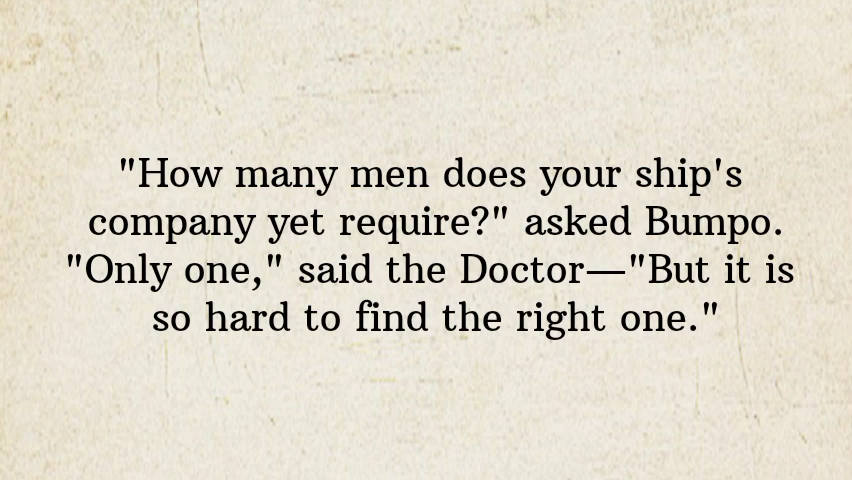 "How many men does your ship's
company yet require?" asked Bumpo.
"Only one," said the Doctor—"But it is
so hard to find the right one."